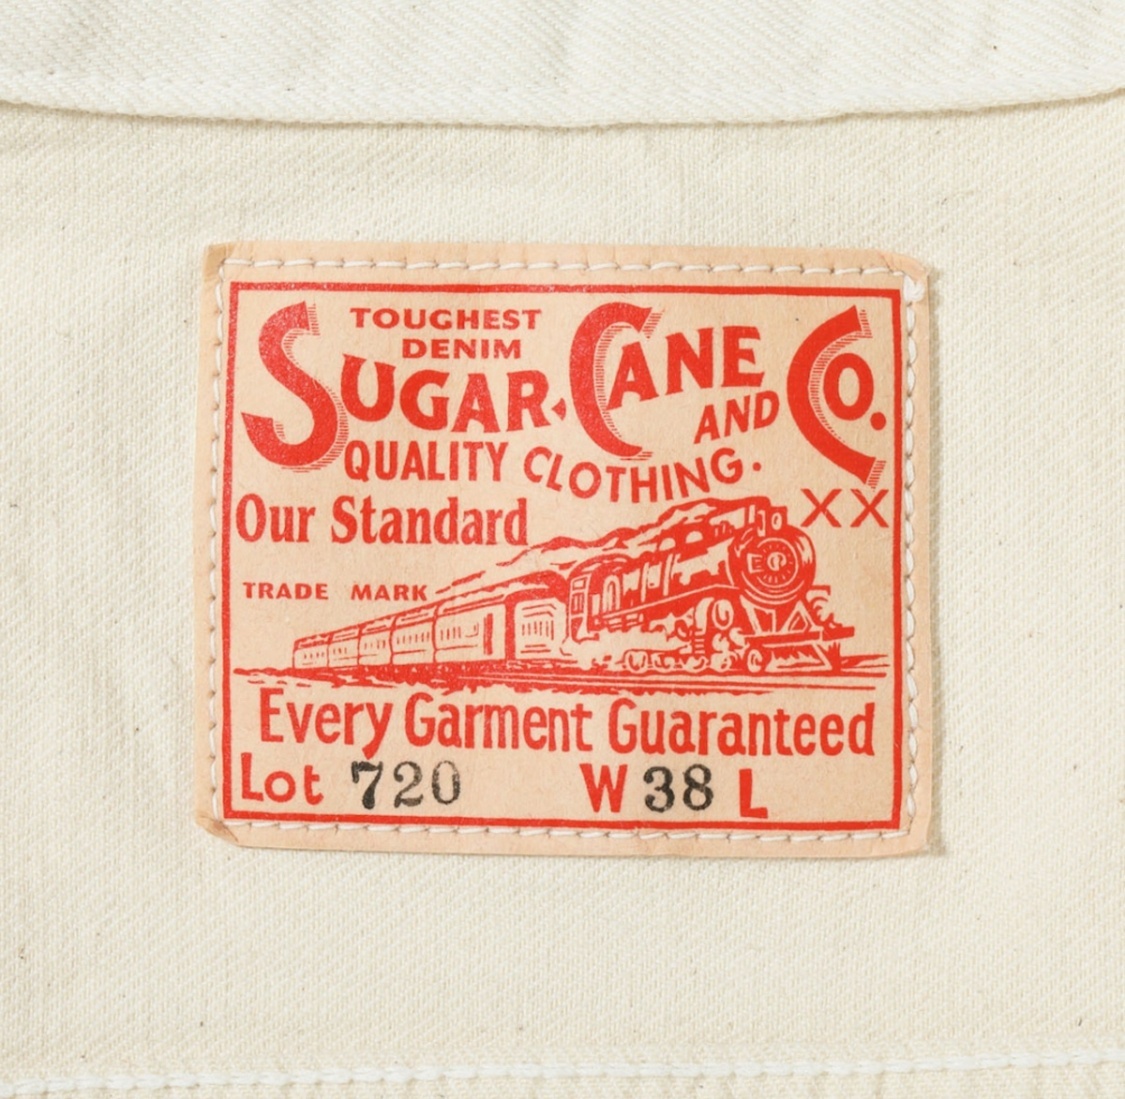 TOUGHEST
DENIM
SUGAR CANE CO.
AND
QUALITY CLOTHING.
XX
Our Standard
TRADE MARK
Every Garment Guaranteed
Lot 720 W 38 L